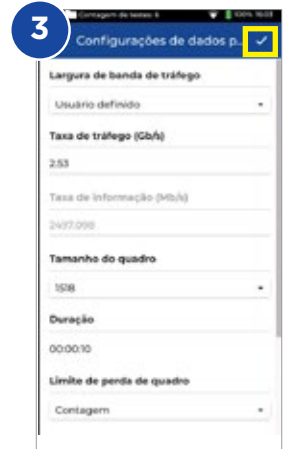 3
Contagem de testes: 6
100% 16:03
Configurações de dados p...
Largura de banda de tráfego
Usuário definido
Taxa de tráfego (Gb/s)
2.53
Taxa de informação (Mb/s)
2497.098
Tamanho do quadro
1518
Duração
00:00:10
Limite de perda de quadro
Contagem